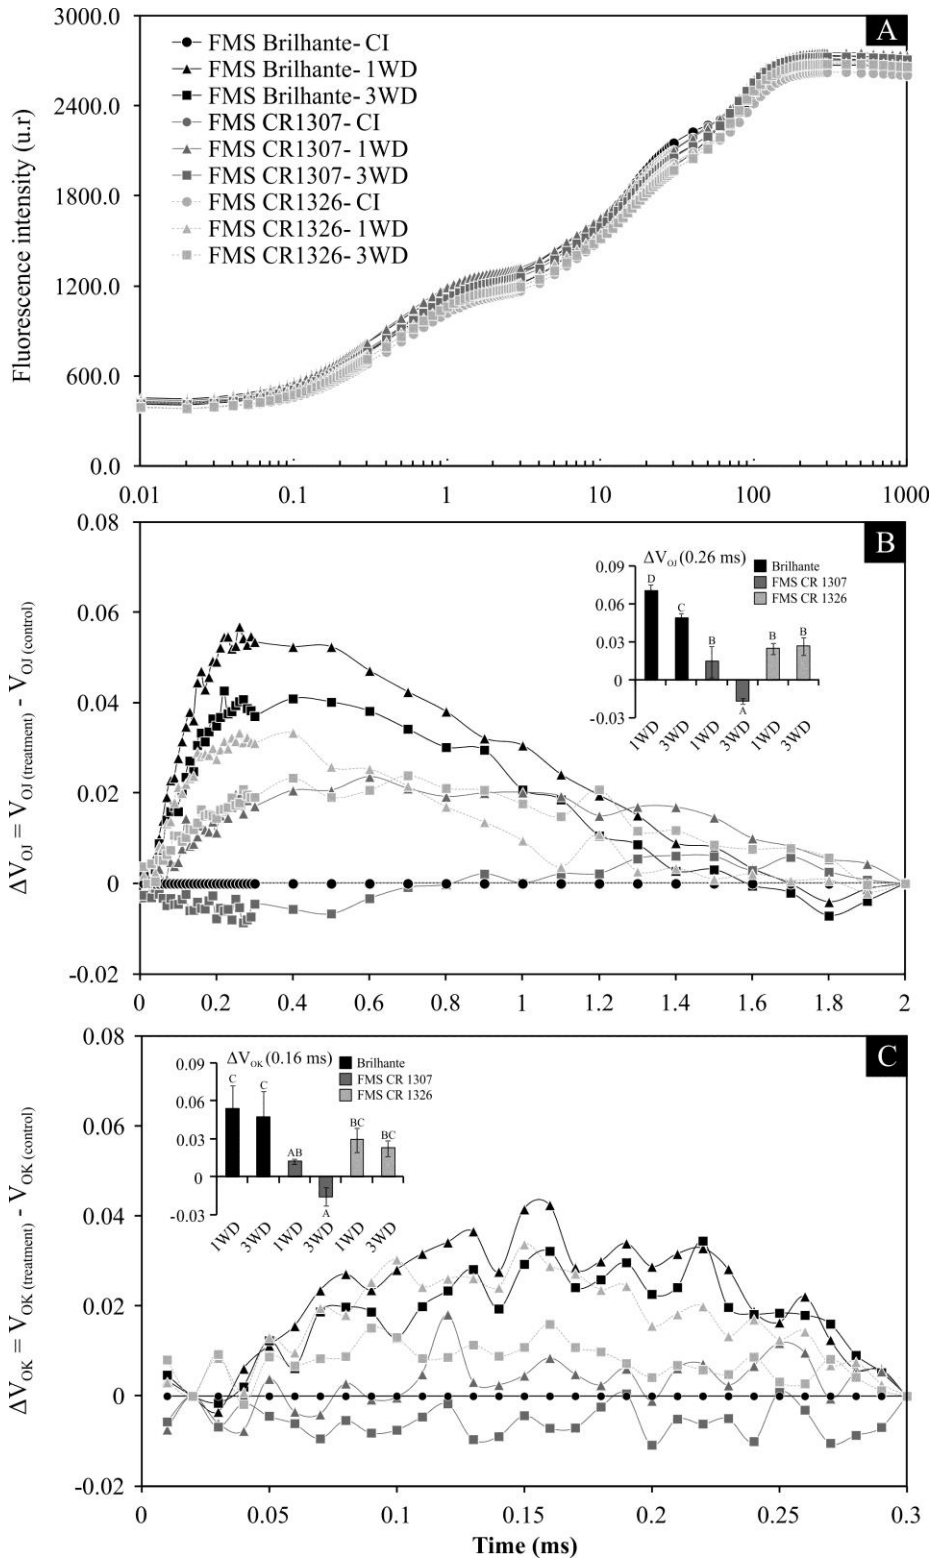 A
3000.0
2400.0
1800.0
1200.0
600.0
0.0
Fluorescence intensity (u.r)
FMS Brilhante- CI
FMS Brilhante- 1WD
FMS Brilhante- 3WD
FMS CR1307- CI
FMS CR1307- 1WD
FMS CR1307- 3WD
FMS CR1326- CI
FMS CR1326- 1WD
FMS CR1326- 3WD
0.01 0.1 1 10 100 1000
B
0.08
0.06
0.04
0.02
0
-0.02
ΔV_OJ = V_OJ (treatment) - V_OJ (control)
ΔV_OJ (0.26 ms)
Brilhante
FMS CR 1307
FMS CR 1326
0.09
0.06
0.03
0
-0.03
D C B A B B
1WD 3WD 1WD 3WD 1WD 3WD
0 0.2 0.4 0.6 0.8 1 1.2 1.4 1.6 1.8 2
C
0.08
0.06
0.04
0.02
0
-0.02
ΔV_OK = V_OK (treatment) - V_OK (control)
ΔV_OK (0.16 ms)
Brilhante
FMS CR 1307
FMS CR 1326
0.09
0.06
0.03
0
-0.03
C C AB A BC BC
1WD 3WD 1WD 3WD 1WD 3WD
0 0.05 0.1 0.15 0.2 0.25 0.3
Time (ms)